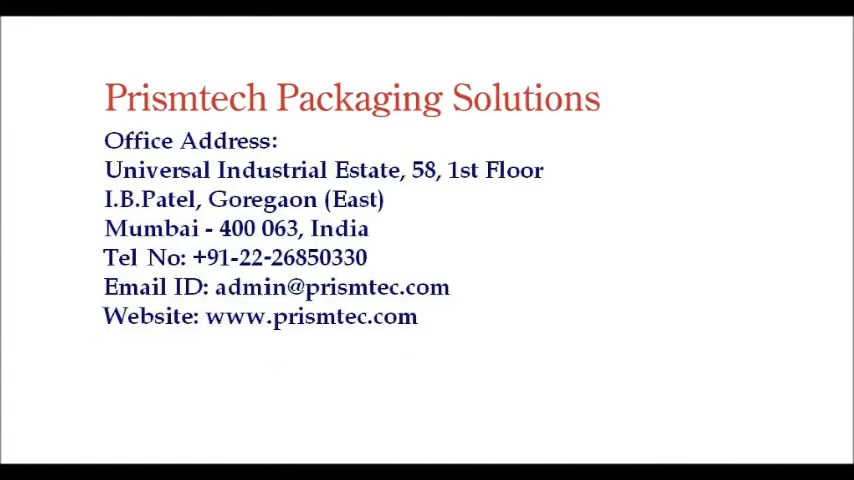 Prismtech Packaging Solutions
Office Address:
Universal Industrial Estate, 58, 1st Floor
I.B.Patel, Goregaon (East)
Mumbai - 400 063, India
Tel No: +91-22-26850330
Email ID: admin@prismtec.com
Website: www.prismtec.com